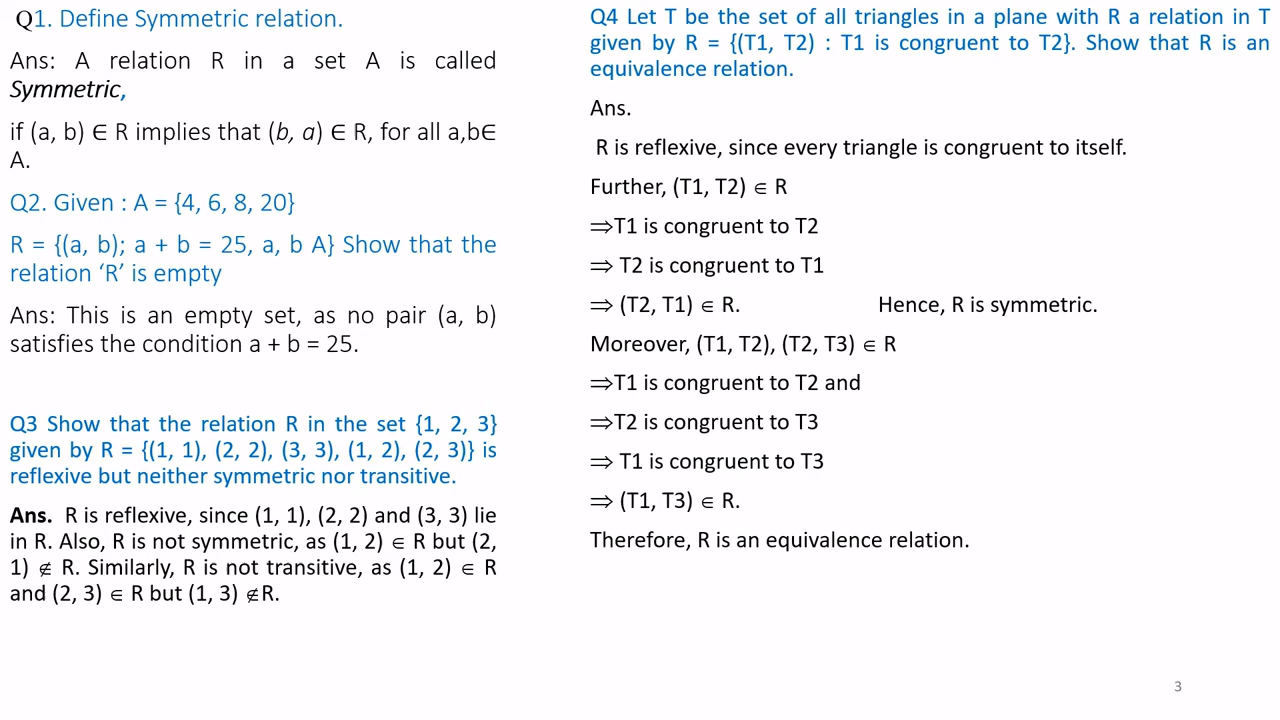 Q1. Define Symmetric relation.
Ans: A relation R in a set A is called
Symmetric,
if (a, b) ∈ R implies that (b, a) ∈ R, for all a,b∈
A.
Q2. Given : A = {4, 6, 8, 20}
R = {(a, b); a + b = 25, a, b A} Show that the
relation ‘R’ is empty
Ans: This is an empty set, as no pair (a, b)
satisfies the condition a + b = 25.
Q3 Show that the relation R in the set {1, 2, 3}
given by R = {(1, 1), (2, 2), (3, 3), (1, 2), (2, 3)} is
reflexive but neither symmetric nor transitive.
Ans. R is reflexive, since (1, 1), (2, 2) and (3, 3) lie
in R. Also, R is not symmetric, as (1, 2) ∈ R but (2,
1) ∉ R. Similarly, R is not transitive, as (1, 2) ∈ R
and (2, 3) ∈ R but (1, 3) ∉R.
Q4 Let T be the set of all triangles in a plane with R a relation in T
given by R = {(T1, T2) : T1 is congruent to T2}. Show that R is an
equivalence relation.
Ans.
R is reflexive, since every triangle is congruent to itself.
Further, (T1, T2) ∈ R
⇒T1 is congruent to T2
⇒ T2 is congruent to T1
⇒ (T2, T1) ∈ R. Hence, R is symmetric.
Moreover, (T1, T2), (T2, T3) ∈ R
⇒T1 is congruent to T2 and
⇒T2 is congruent to T3
⇒ T1 is congruent to T3
⇒ (T1, T3) ∈ R.
Therefore, R is an equivalence relation.
3